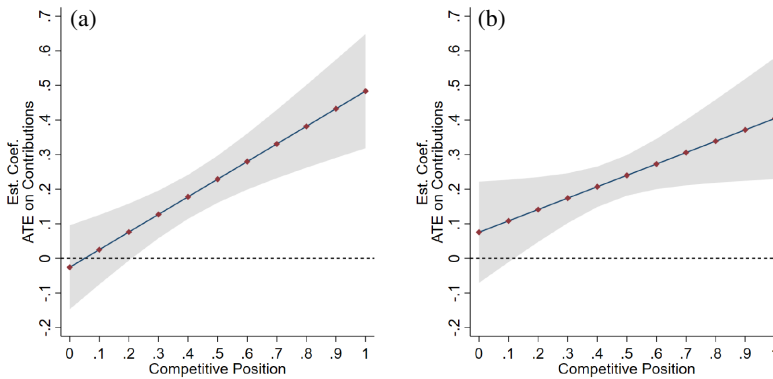 (a)
.7
.6
.5
.4
.3
.2
.1
0
-.1
-.2
Est. Coef.
ATE on Contributions
0 .1 .2 .3 .4 .5 .6 .7 .8 .9 1
Competitive Position
(b)
.7
.6
.5
.4
.3
.2
.1
0
-.1
-.2
Est. Coef.
ATE on Contributions
0 .1 .2 .3 .4 .5 .6 .7 .8 .9 1
Competitive Position